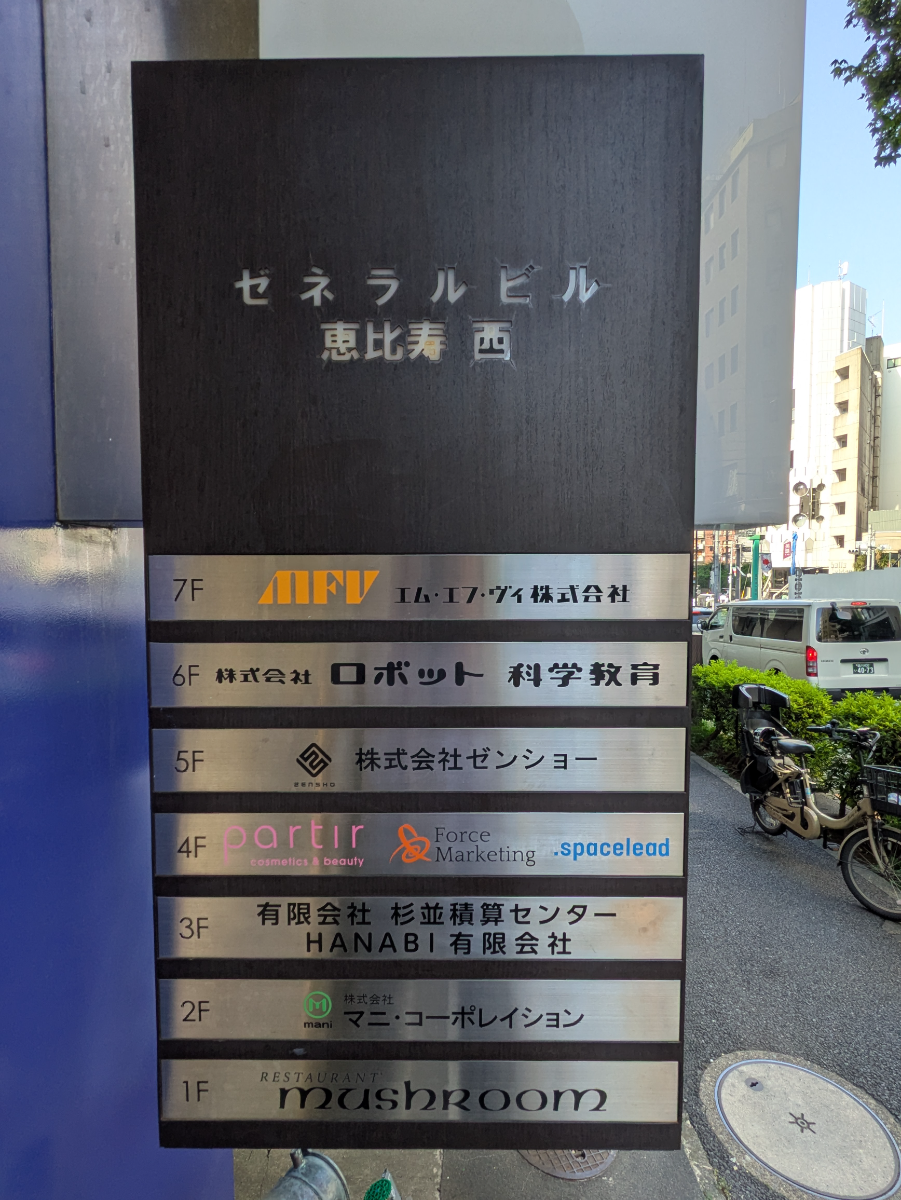 ゼネラルビル
恵比寿 西
7F MFV エム・エフ・ヴィ株式会社
6F 株式会社 ロボット 科学教育
5F ZENSHO 株式会社ゼンショー
4F partir cosmetics & beauty Force Marketing .spacelead
3F 有限会社 杉並積算センター
HANABI 有限会社
2F mani 株式会社 マニ・コーポレイション
1F RESTAURANT mushroom